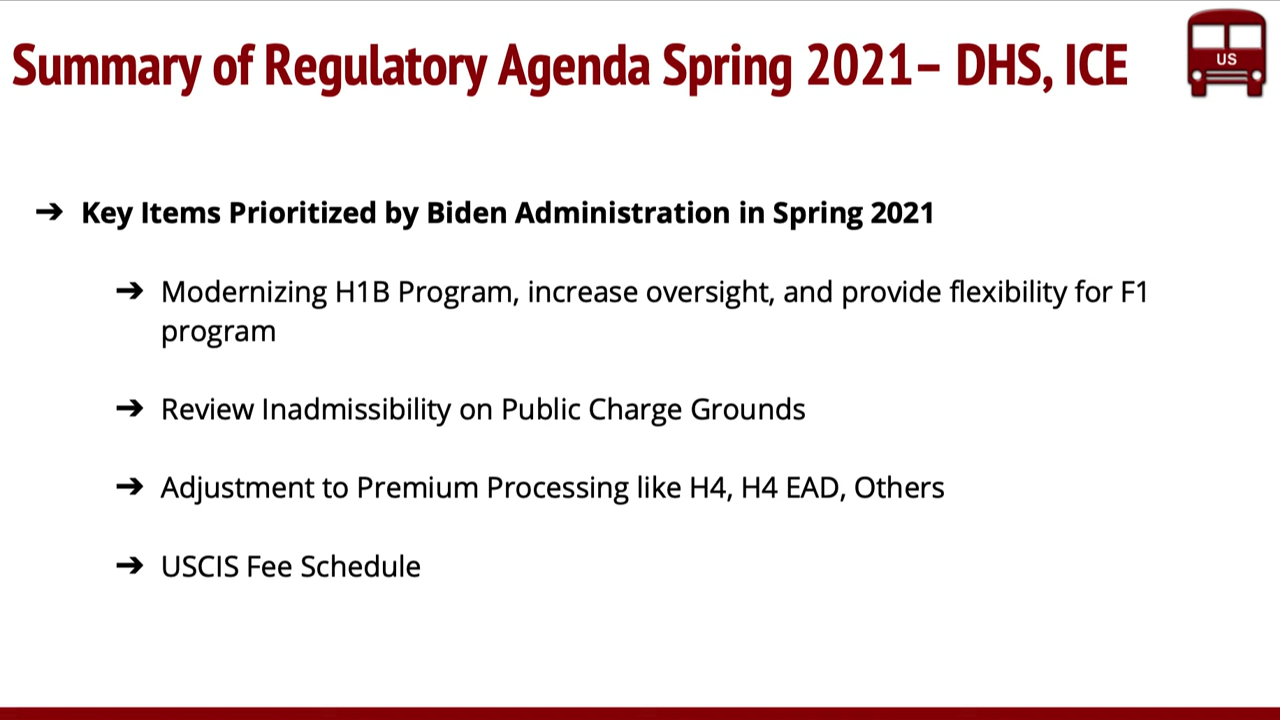 Summary of Regulatory Agenda Spring 2021– DHS, ICE
US
➔ Key Items Prioritized by Biden Administration in Spring 2021
➔ Modernizing H1B Program, increase oversight, and provide flexibility for F1
program
➔ Review Inadmissibility on Public Charge Grounds
➔ Adjustment to Premium Processing like H4, H4 EAD, Others
➔ USCIS Fee Schedule